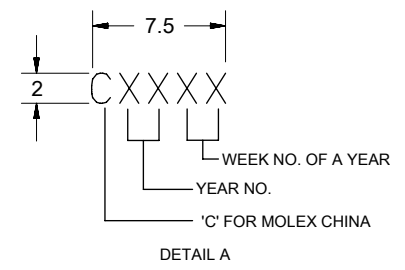 7.5
2
CXXXX
WEEK NO. OF A YEAR
YEAR NO.
'C' FOR MOLEX CHINA
DETAIL A